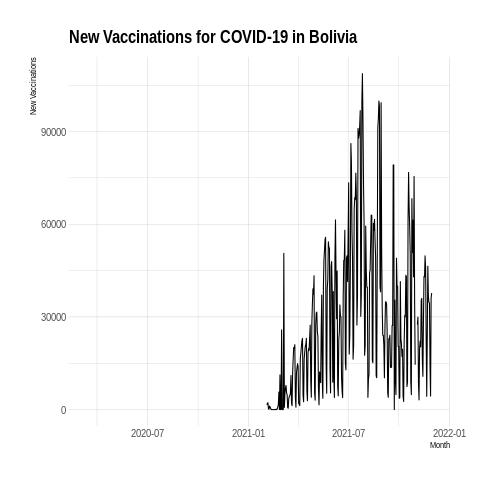 New Vaccinations for COVID-19 in Bolivia
New Vaccinations
90000
60000
30000
0
2020-07
2021-01
2021-07
2022-01
Month